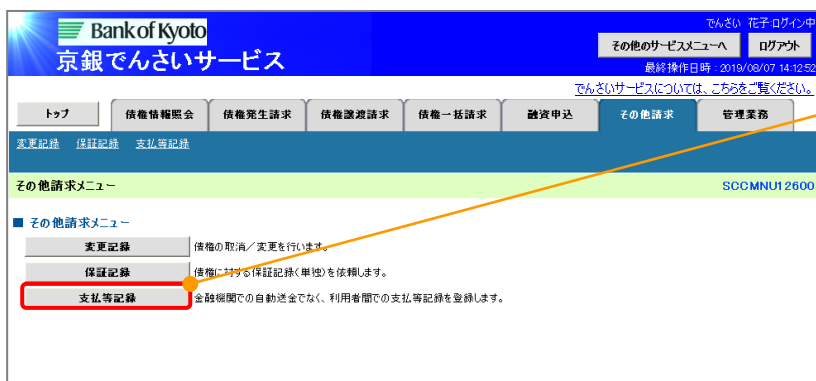 Bank of Kyoto
京銀でんさいサービス
でんさい 花子:ログイン中
その他のサービスメニューへ ログアウト
最終操作日時：2019/08/07 14:12:52
でんさいサービスについては、こちらをご覧ください。
トップ 債権情報照会 債権発生請求 債権譲渡請求 債権一括請求 融資申込 その他請求 管理業務
変更記録 保証記録 支払等記録
その他請求メニュー SCCMNU12600
■ その他請求メニュー
変更記録 債権の取消／変更を行います。
保証記録 債権に対する保証記録(単独)を依頼します。
支払等記録 金融機関での自動送金でなく、利用者間での支払等記録を登録します。